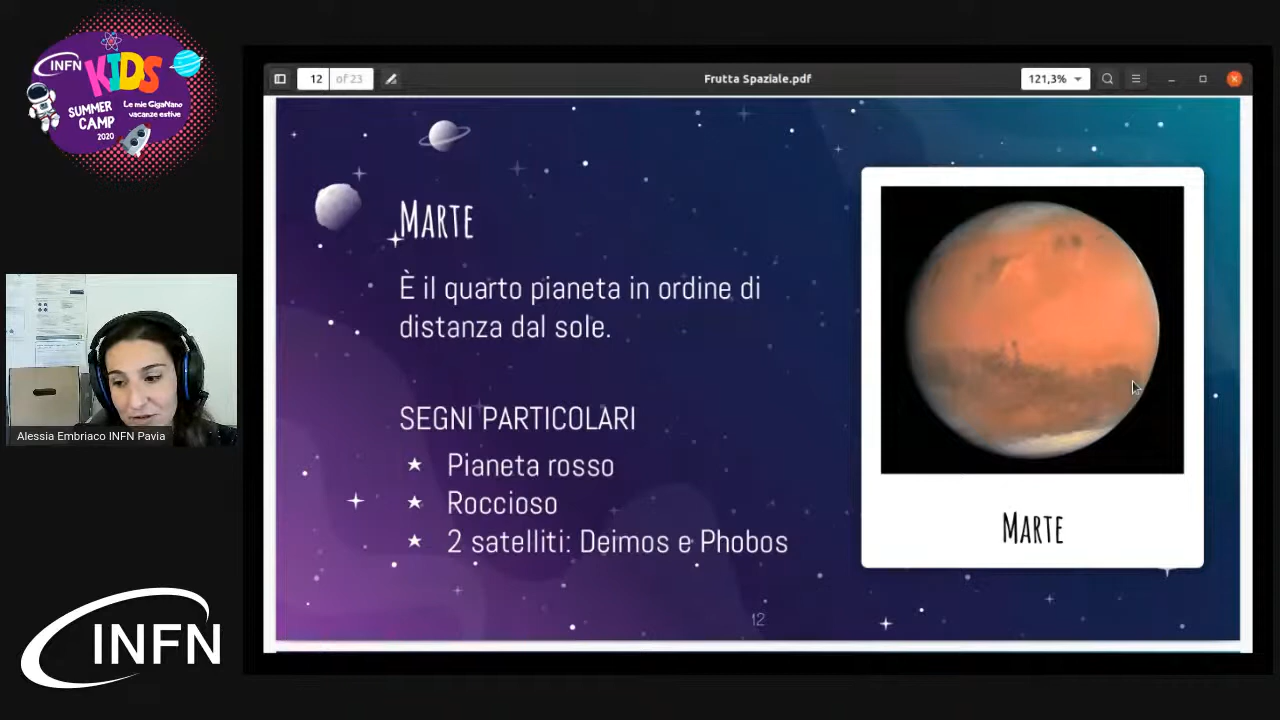 INFN
KIDS
SUMMER
CAMP
2020
Le mie GigaNano
vacanze estive
12 of 23
Frutta Spaziale.pdf
121,3%
MARTE
È il quarto pianeta in ordine di
distanza dal sole.
SEGNI PARTICOLARI
★ Pianeta rosso
★ Roccioso
★ 2 satelliti: Deimos e Phobos
MARTE
12
Alessia Embriaco INFN Pavia
INFN